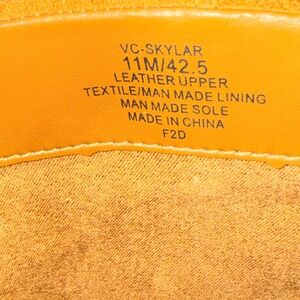 VC-SKYLAR
11M/42.5
LEATHER UPPER
TEXTILE/MAN MADE LINING
MAN MADE SOLE
MADE IN CHINA
F2D